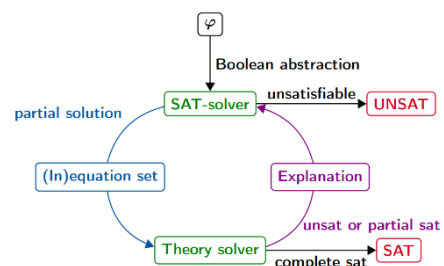 φ
Boolean abstraction
SAT-solver
unsatisfiable
UNSAT
partial solution
(In)equation set
Explanation
unsat or partial sat
Theory solver
complete sat
SAT